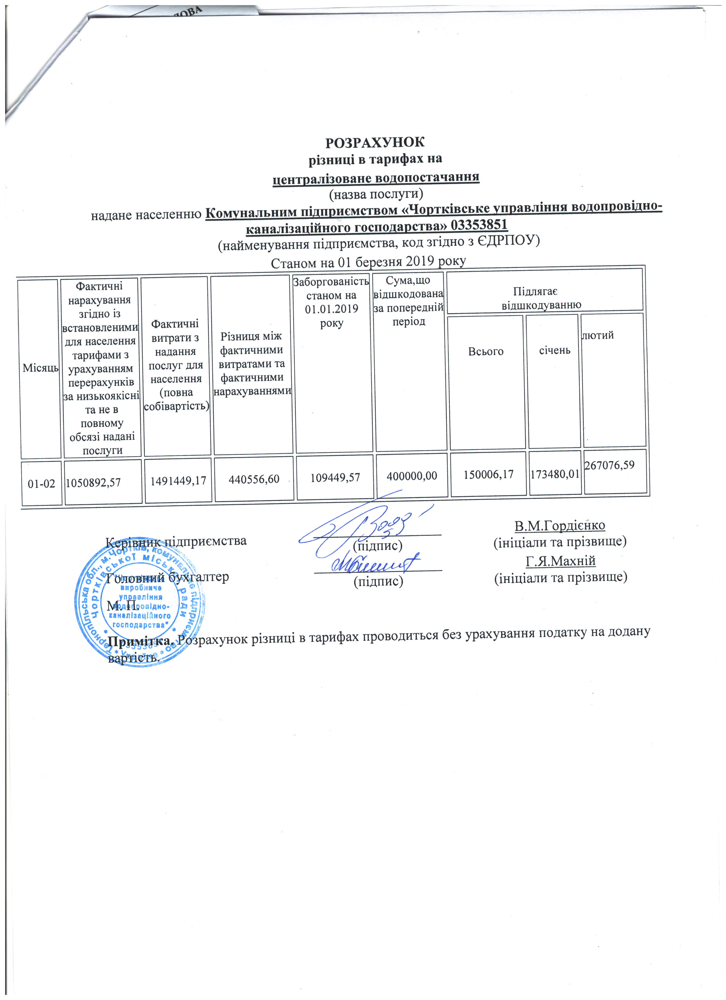 РОЗРАХУНОК
різниці в тарифах на
централізоване водопостачання
(назва послуги)
надане населенню Комунальним підприємством «Чортківське управління водопровідно-
каналізаційного господарства» 03353851
(найменування підприємства, код згідно з ЄДРПОУ)
Станом на 01 березня 2019 року
Місяць
Фактичні
нарахування
згідно із
встановленими
для населення
тарифами з
урахуванням
перерахунків
за низькоякісні
та не в
повному
обсязі надані
послуги
Фактичні
витрати з
надання
послуг для
населення
(повна
собівартість)
Різниця між
фактичними
витратами та
фактичними
нарахуваннями
Заборгованість
станом на
01.01.2019
року
Сума,що
відшкодована
за попередній
період
Підлягає
відшкодуванню
Всього
січень
лютий
01-02 1050892,57 1491449,17 440556,60 109449,57 400000,00 150006,17 173480,01 267076,59
Керівник підприємства
(підпис)
В.М.Гордієнко
(ініціали та прізвище)
Головний бухгалтер
(підпис)
Г.Я.Махній
(ініціали та прізвище)
М. П.
Примітка. Розрахунок різниці в тарифах проводиться без урахування податку на додану
вартість.
Тернопільська обл., м. Чортків, комунальне підприємство
Чортківської міської ради
виробниче
управління
водопровідно-
каналізаційного
господарства"
* Україна *